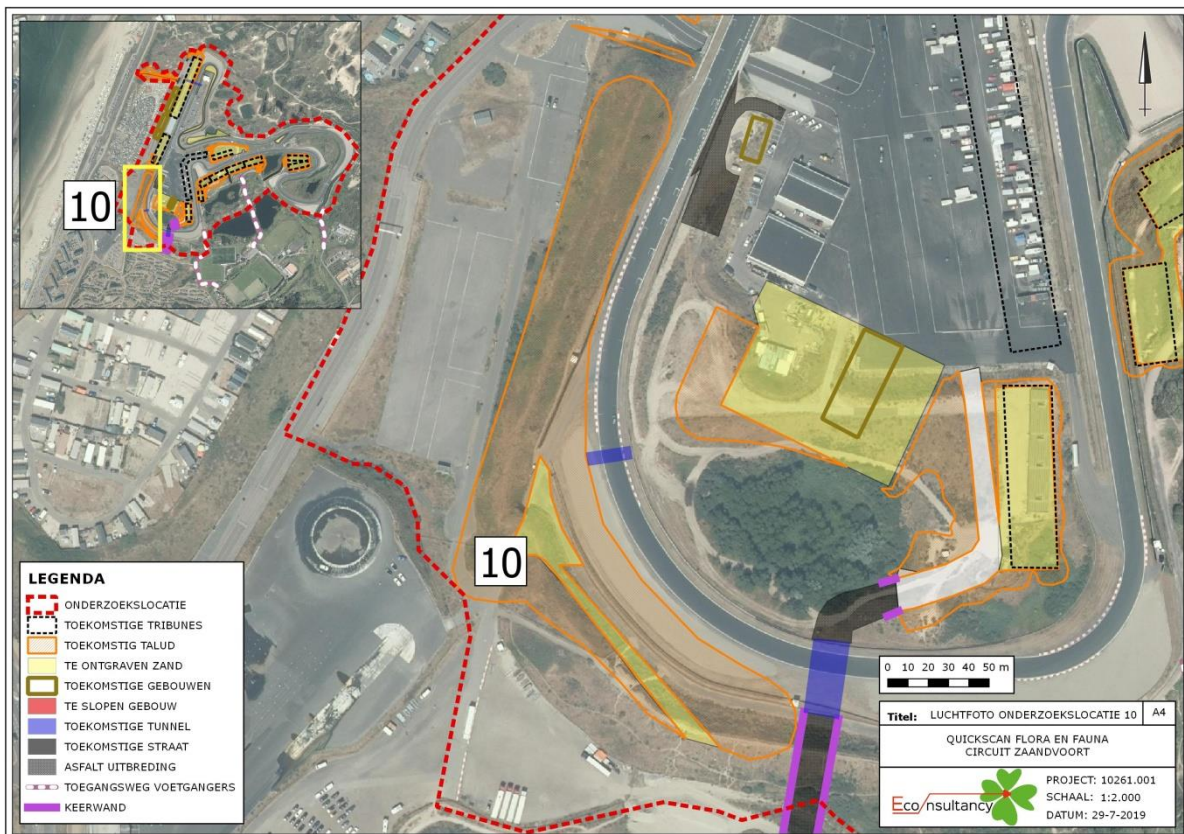 10
10
LEGENDA
ONDERZOEKSLOCATIE
TOEKOMSTIGE TRIBUNES
TOEKOMSTIG TALUD
TE ONTGRAVEN ZAND
TOEKOMSTIGE GEBOUWEN
TE SLOPEN GEBOUW
TOEKOMSTIGE TUNNEL
TOEKOMSTIGE STRAAT
ASFALT UITBREDING
TOEGANGSWEG VOETGANGERS
KEERWAND
0 10 20 30 40 50 m
Titel: LUCHTFOTO ONDERZOEKSLOCATIE 10 A4
QUICKSCAN FLORA EN FAUNA
CIRCUIT ZAANDVOORT
Econsultancy
PROJECT: 10261.001
SCHAAL: 1:2.000
DATUM: 29-7-2019